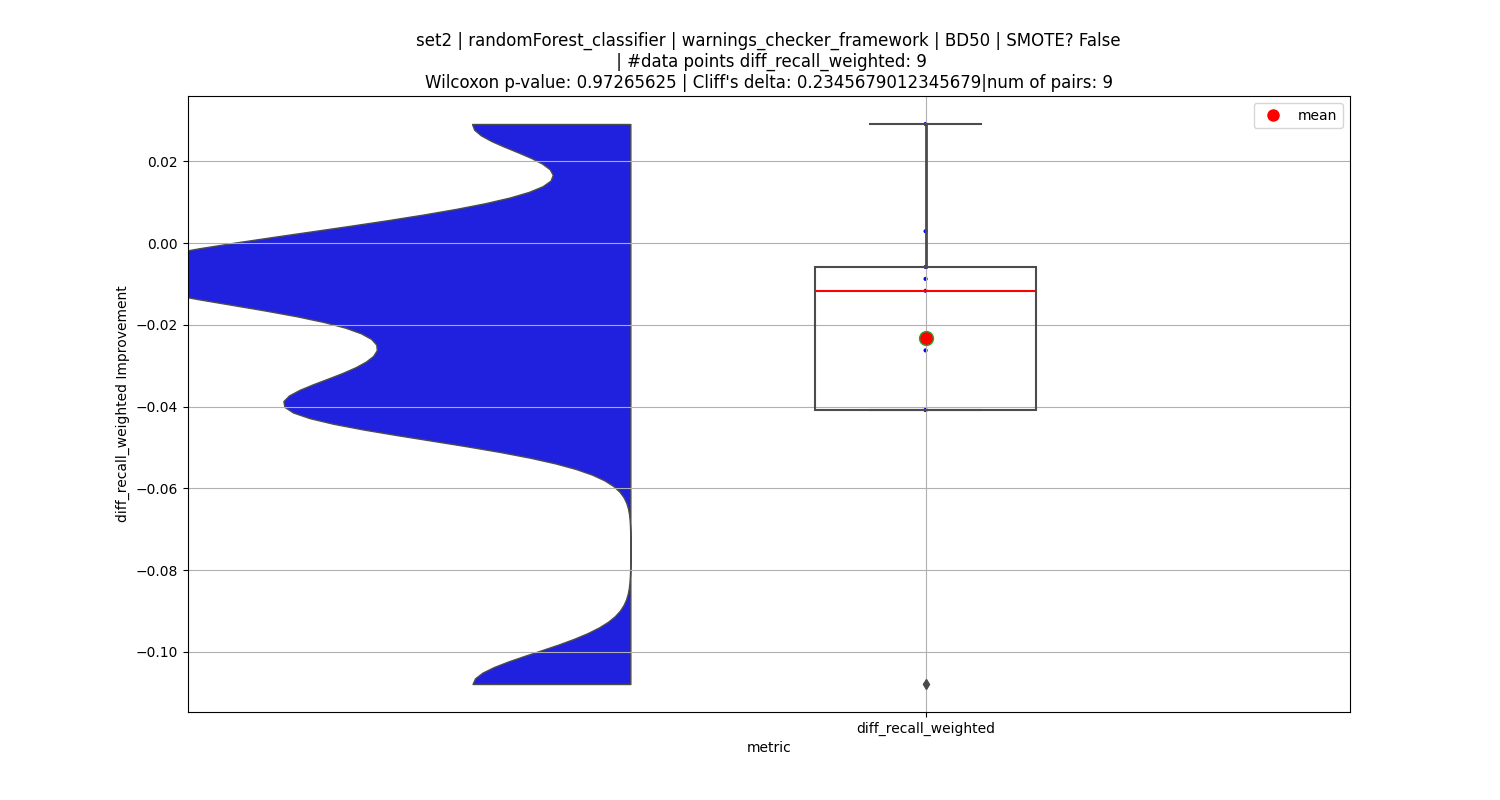 set2 | randomForest_classifier | warnings_checker_framework | BD50 | SMOTE? False
| #data points diff_recall_weighted: 9
Wilcoxon p-value: 0.97265625 | Cliff's delta: 0.2345679012345679|num of pairs: 9
mean
0.02
0.00
−0.02
−0.04
−0.06
−0.08
−0.10
diff_recall_weighted Improvement
diff_recall_weighted
metric